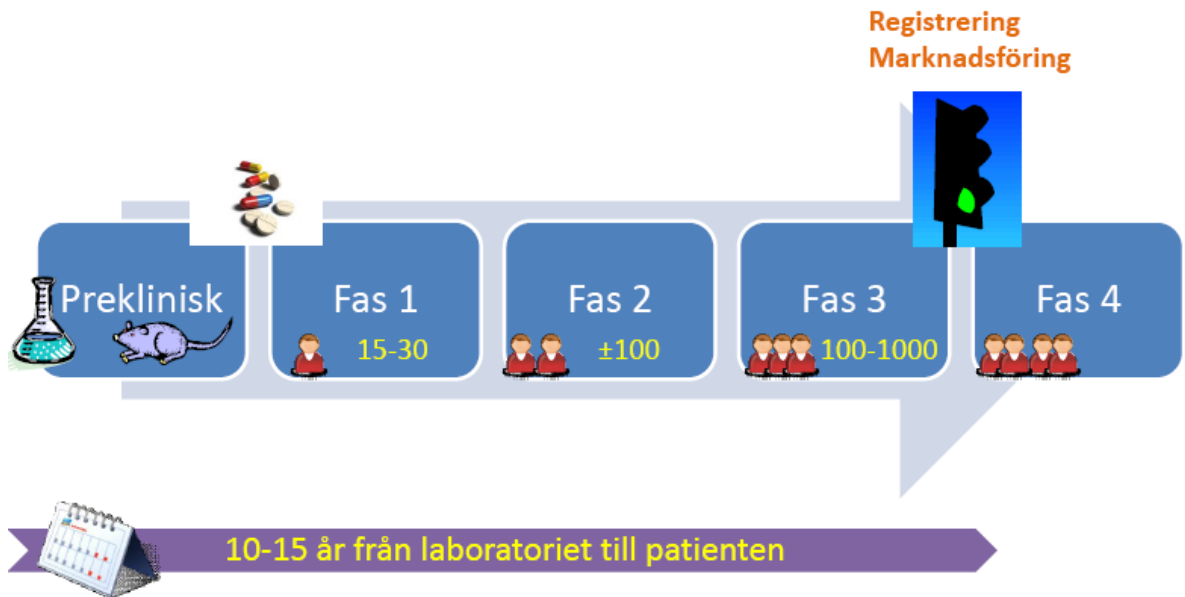 Registrering
Marknadsföring
Preklinisk
Fas 1
15-30
Fas 2
±100
Fas 3
100-1000
Fas 4
10-15 år från laboratoriet till patienten